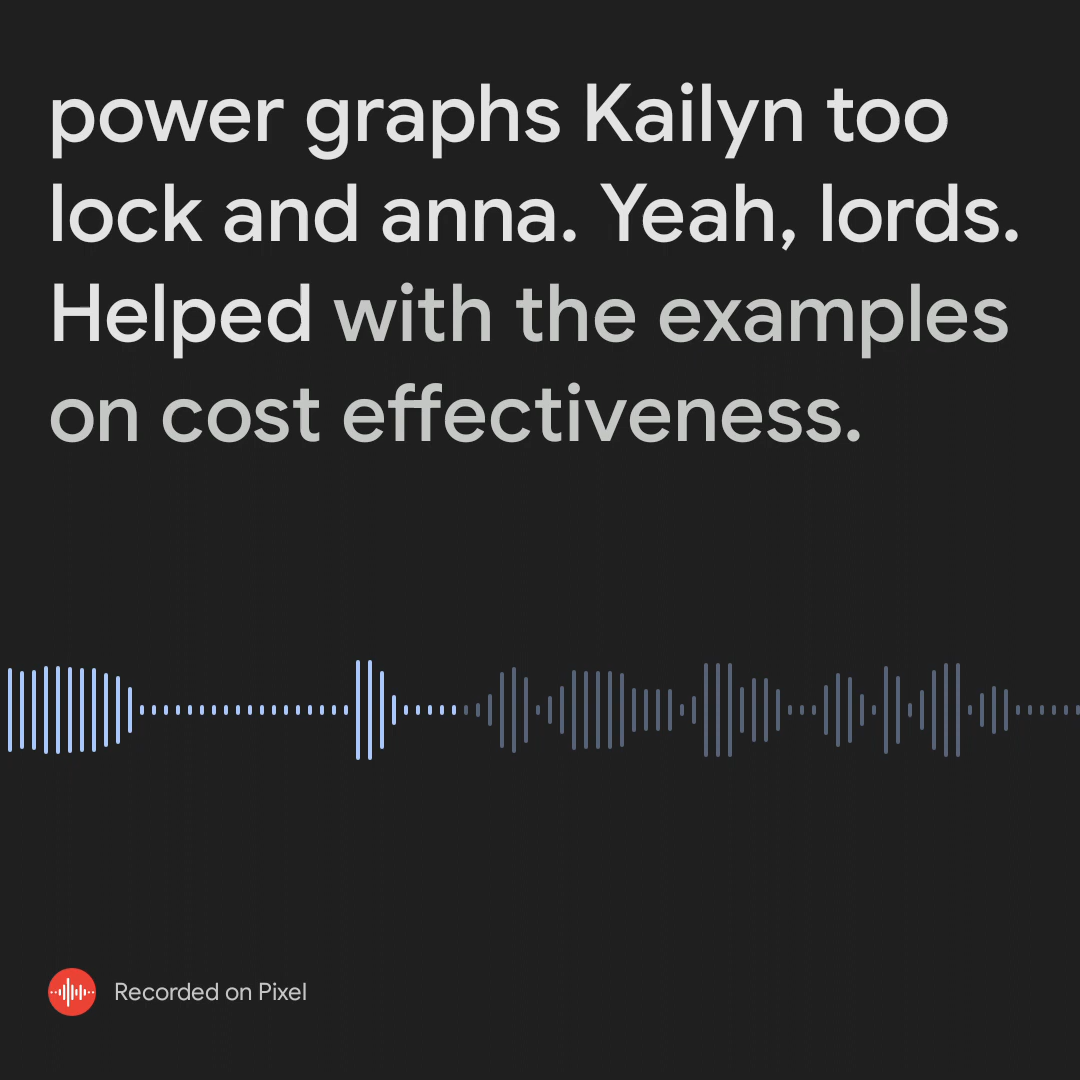 power graphs Kailyn too
lock and anna. Yeah, lords.
Helped with the examples
on cost effectiveness.
Recorded on Pixel